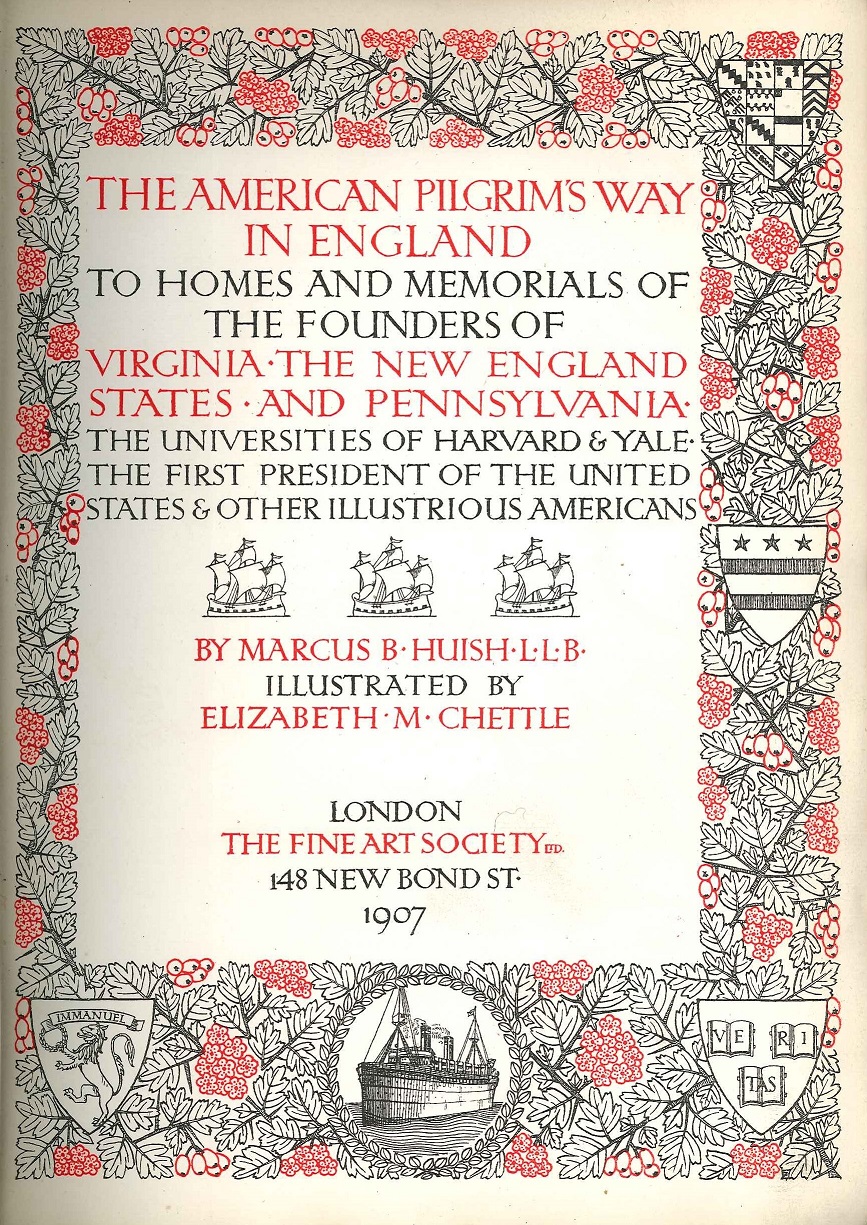 THE AMERICAN PILGRIM'S WAY
IN ENGLAND
TO HOMES AND MEMORIALS OF
THE FOUNDERS OF
VIRGINIA·THE NEW ENGLAND
STATES·AND PENNSYLVANIA·
THE UNIVERSITIES OF HARVARD & YALE·
THE FIRST PRESIDENT OF THE UNITED
STATES & OTHER ILLUSTRIOUS AMERICANS
BY MARCUS B·HUISH·L·L·B·
ILLUSTRATED BY
ELIZABETH·M·CHETTLE
LONDON
THE FINE ART SOCIETY LTD.
148 NEW BOND ST·
1907
IMMANUEL
VE RI
TAS